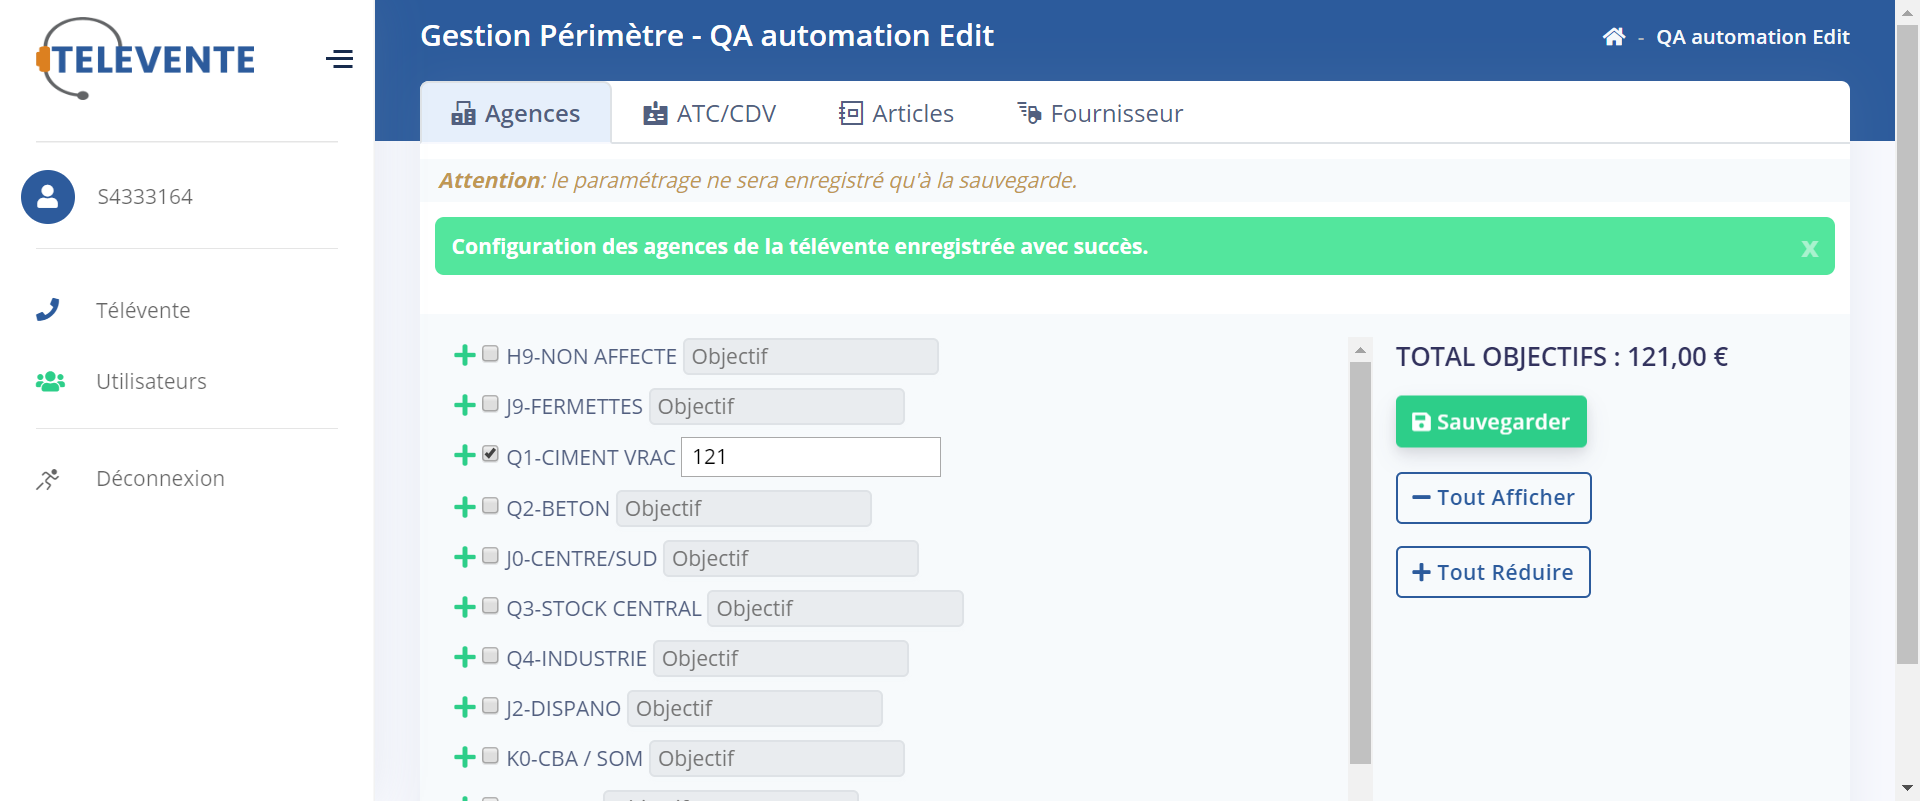 TELEVENTE
S4333164
Télévente
Utilisateurs
Déconnexion
Gestion Périmètre - QA automation Edit
- QA automation Edit
Agences
ATC/CDV
Articles
Fournisseur
Attention: le paramétrage ne sera enregistré qu'à la sauvegarde.
Configuration des agences de la télévente enregistrée avec succès.
x
H9-NON AFFECTE Objectif
J9-FERMETTES Objectif
Q1-CIMENT VRAC 121
Q2-BETON Objectif
J0-CENTRE/SUD Objectif
Q3-STOCK CENTRAL Objectif
Q4-INDUSTRIE Objectif
J2-DISPANO Objectif
K0-CBA / SOM Objectif
TOTAL OBJECTIFS : 121,00 €
Sauvegarder
Tout Afficher
Tout Réduire